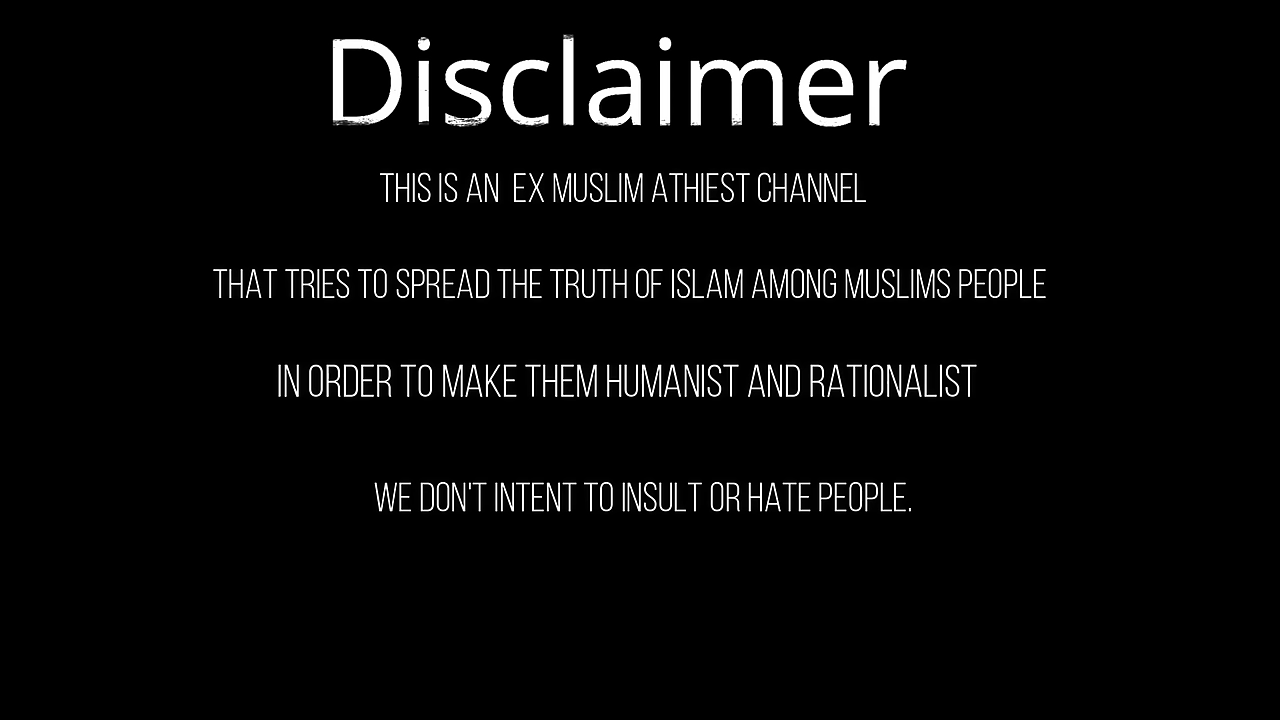 Disclaimer
THIS IS AN EX MUSLIM ATHIEST CHANNEL
THAT TRIES TO SPREAD THE TRUTH OF ISLAM AMONG MUSLIMS PEOPLE
IN ORDER TO MAKE THEM HUMANIST AND RATIONALIST
WE DON'T INTENT TO INSULT OR HATE PEOPLE.